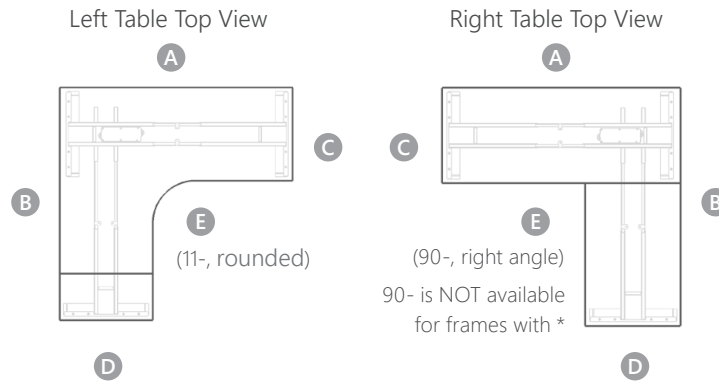 Left Table Top View
A
C
B
E
(11-, rounded)
D
Right Table Top View
A
C
B
E
(90-, right angle)
90- is NOT available
for frames with *
D